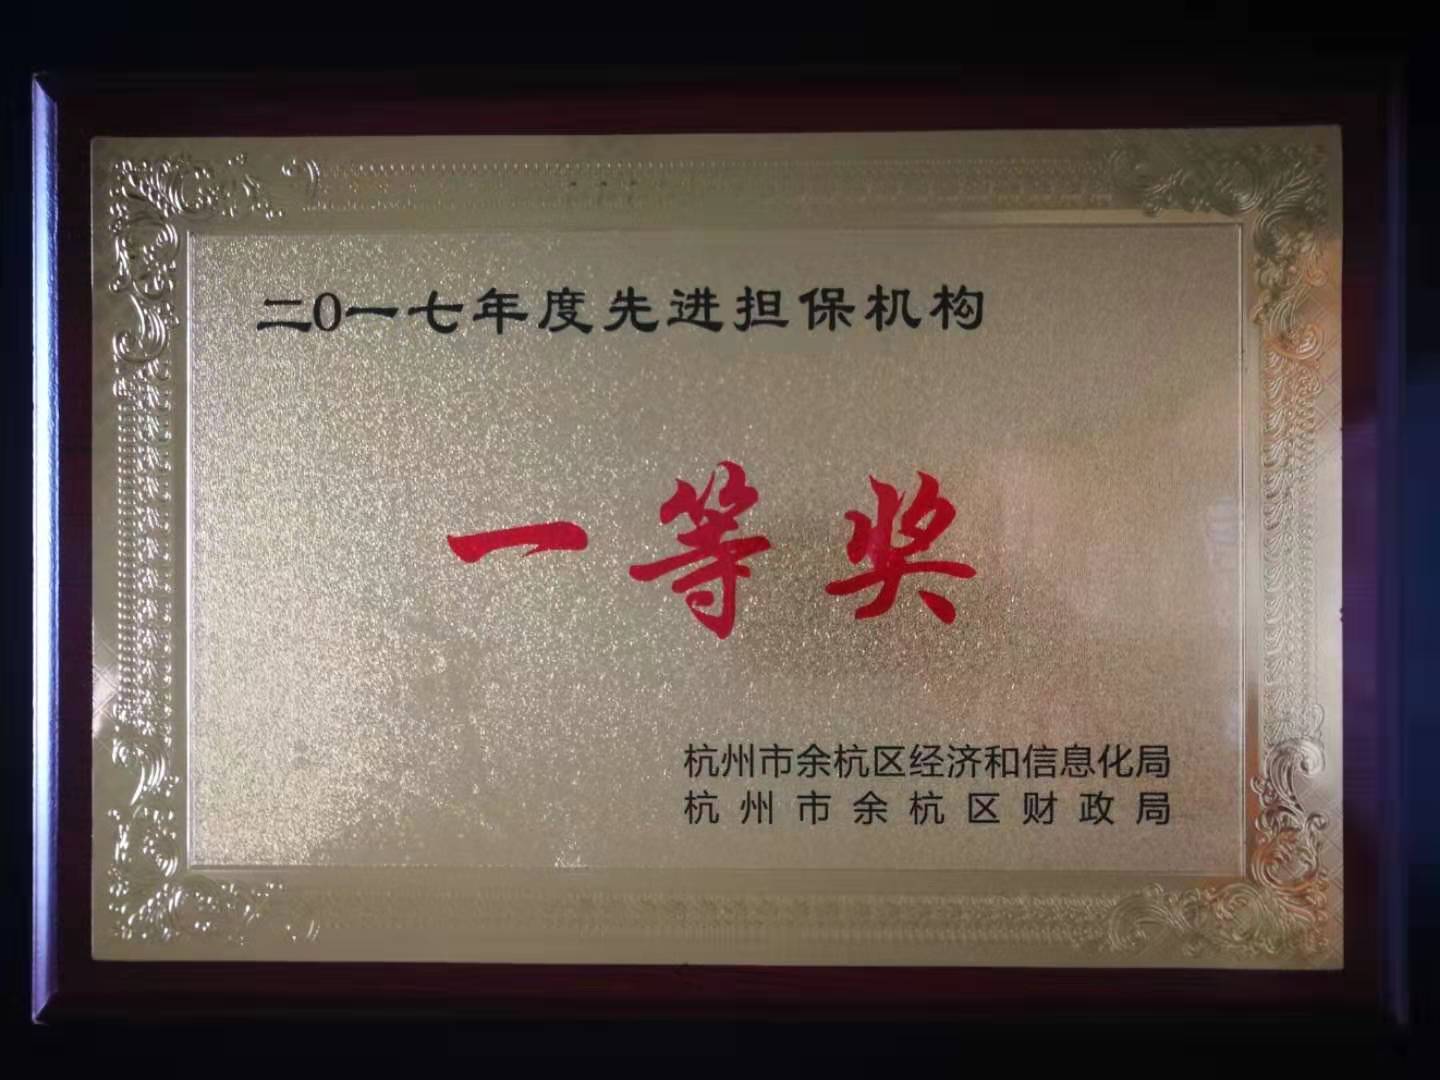 二0一七年度先进担保机构
一等奖
杭州市余杭区经济和信息化局
杭州市余杭区财政局